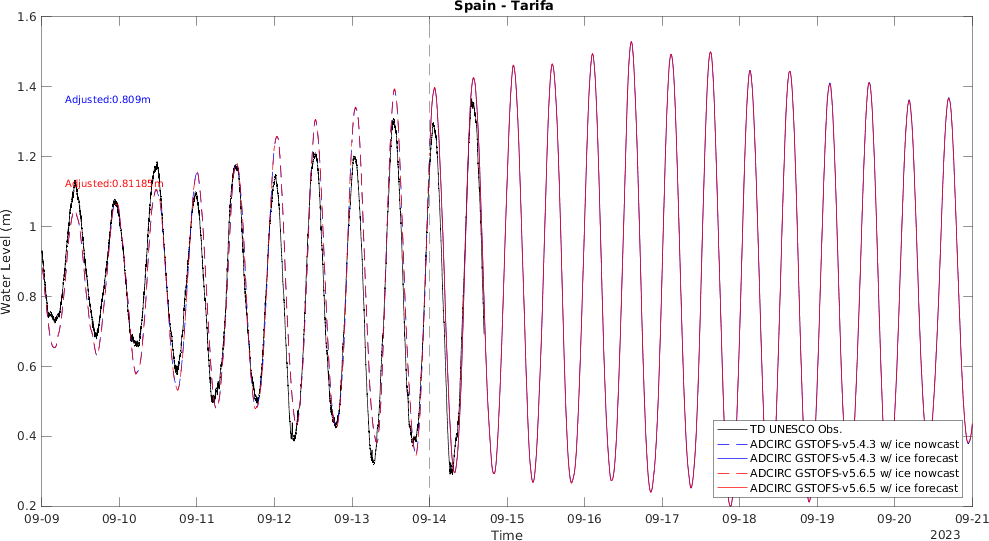 Spain - Tarifa
1.6
1.4
1.2
1
0.8
0.6
0.4
0.2
Water Level (m)
Adjusted:0.809m
Adjusted:0.81185m
TD UNESCO Obs.
ADCIRC GSTOFS-v5.4.3 w/ ice nowcast
ADCIRC GSTOFS-v5.4.3 w/ ice forecast
ADCIRC GSTOFS-v5.6.5 w/ ice nowcast
ADCIRC GSTOFS-v5.6.5 w/ ice forecast
09-09 09-10 09-11 09-12 09-13 09-14 09-15 09-16 09-17 09-18 09-19 09-20 09-21
Time
2023